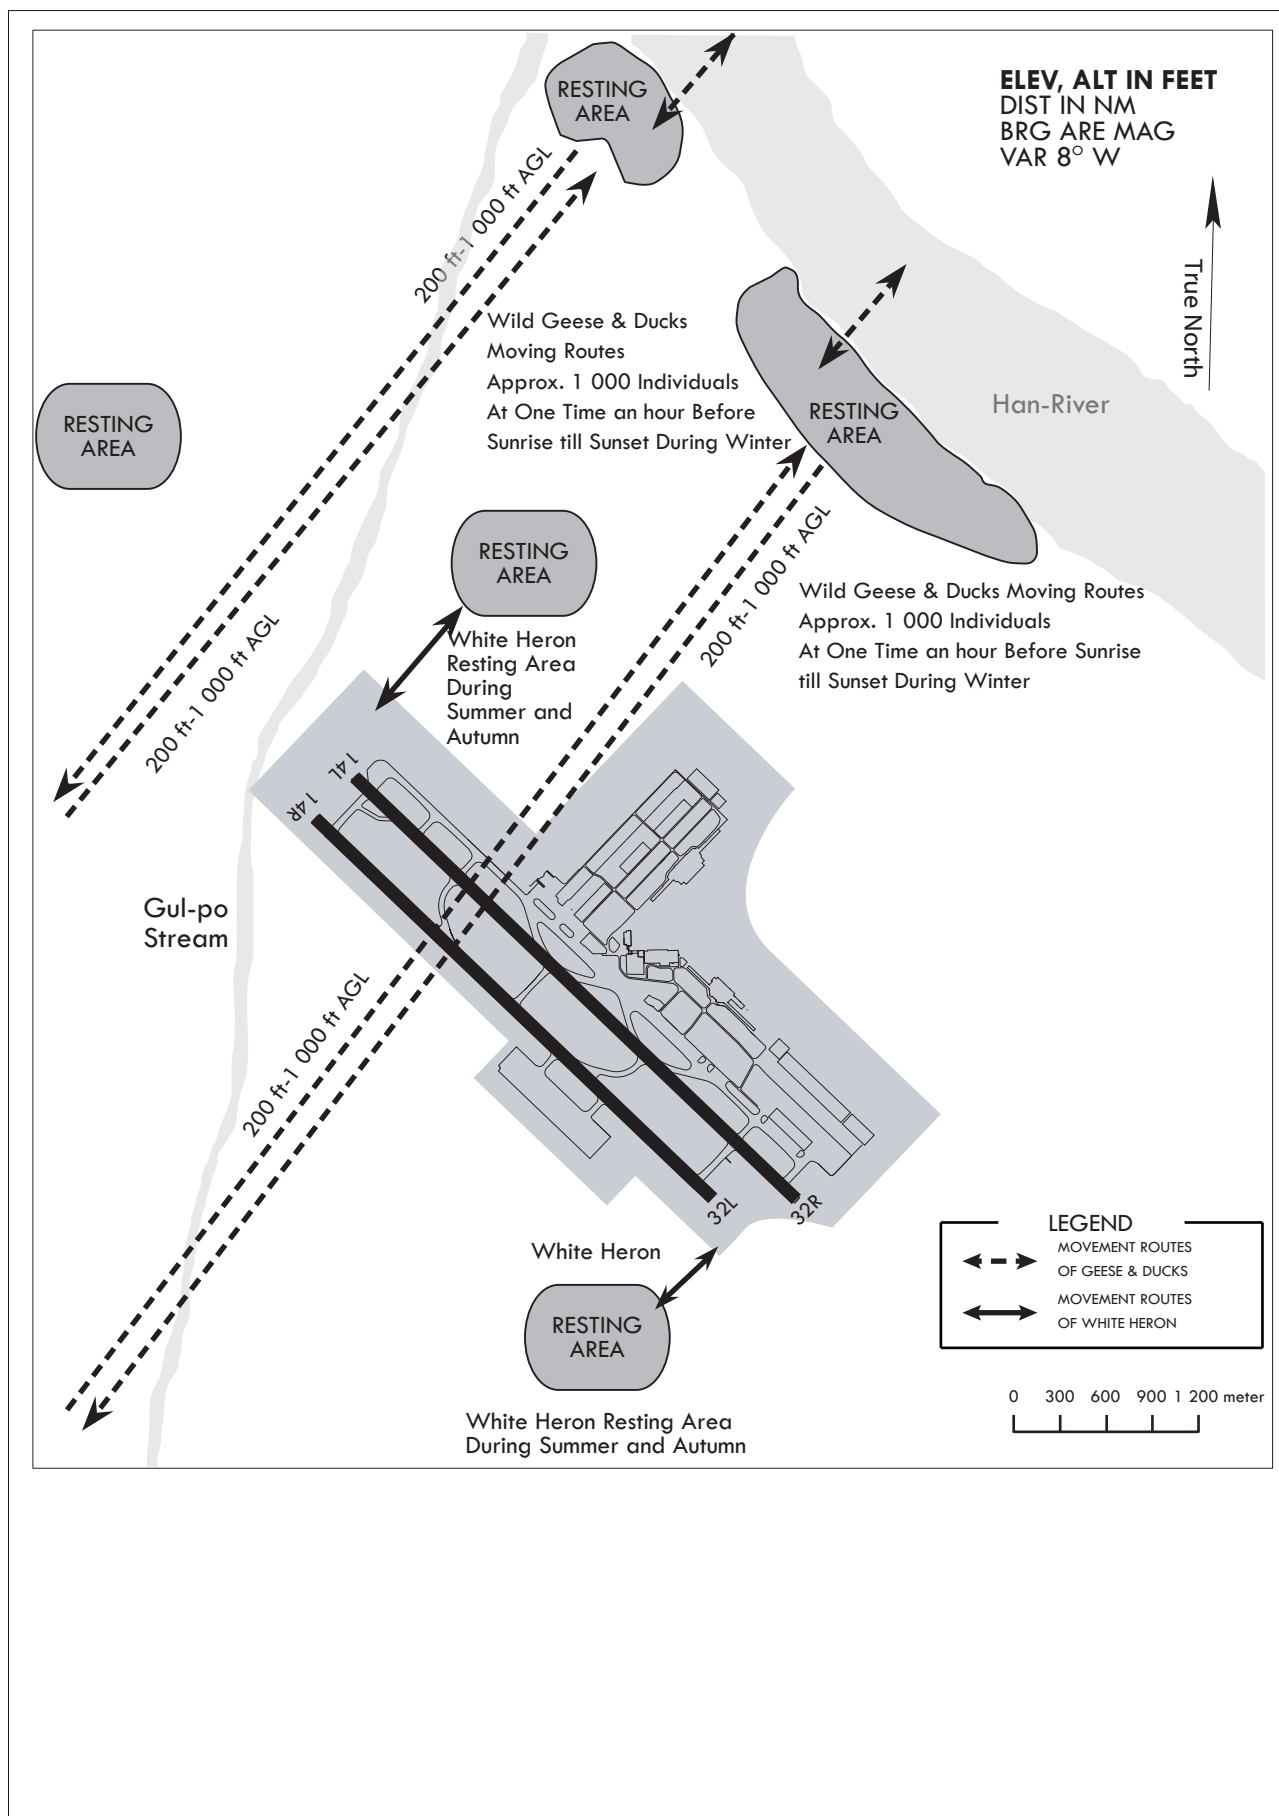 RESTING
AREA
ELEV, ALT IN FEET
DIST IN NM
BRG ARE MAG
VAR 8° W
True North
200 ft-1 000 ft AGL
Wild Geese & Ducks
Moving Routes
Approx. 1 000 Individuals
At One Time an hour Before
Sunrise till Sunset During Winter
RESTING
AREA
Han-River
RESTING
AREA
RESTING
AREA
200 ft-1 000 ft AGL
Wild Geese & Ducks Moving Routes
Approx. 1 000 Individuals
At One Time an hour Before Sunrise
till Sunset During Winter
200 ft-1 000 ft AGL
White Heron
Resting Area
During
Summer and
Autumn
14L
14R
Gul-po
Stream
200 ft-1 000 ft AGL
32L
32R
White Heron
RESTING
AREA
White Heron Resting Area
During Summer and Autumn
LEGEND
MOVEMENT ROUTES
OF GEESE & DUCKS
MOVEMENT ROUTES
OF WHITE HERON
0 300 600 900 1 200 meter